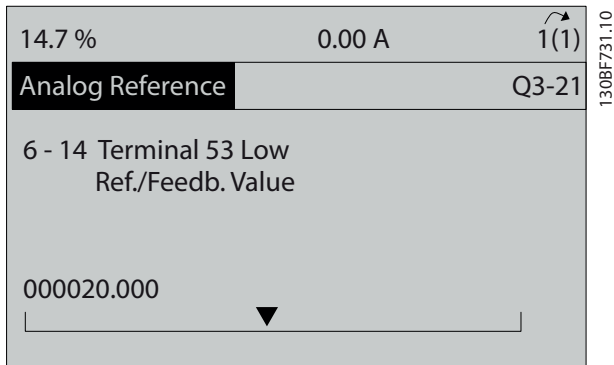 14.7 % 0.00 A 1(1)
Analog Reference Q3-21
6 - 14 Terminal 53 Low
Ref./Feedb. Value
000020.000
130BF731.10